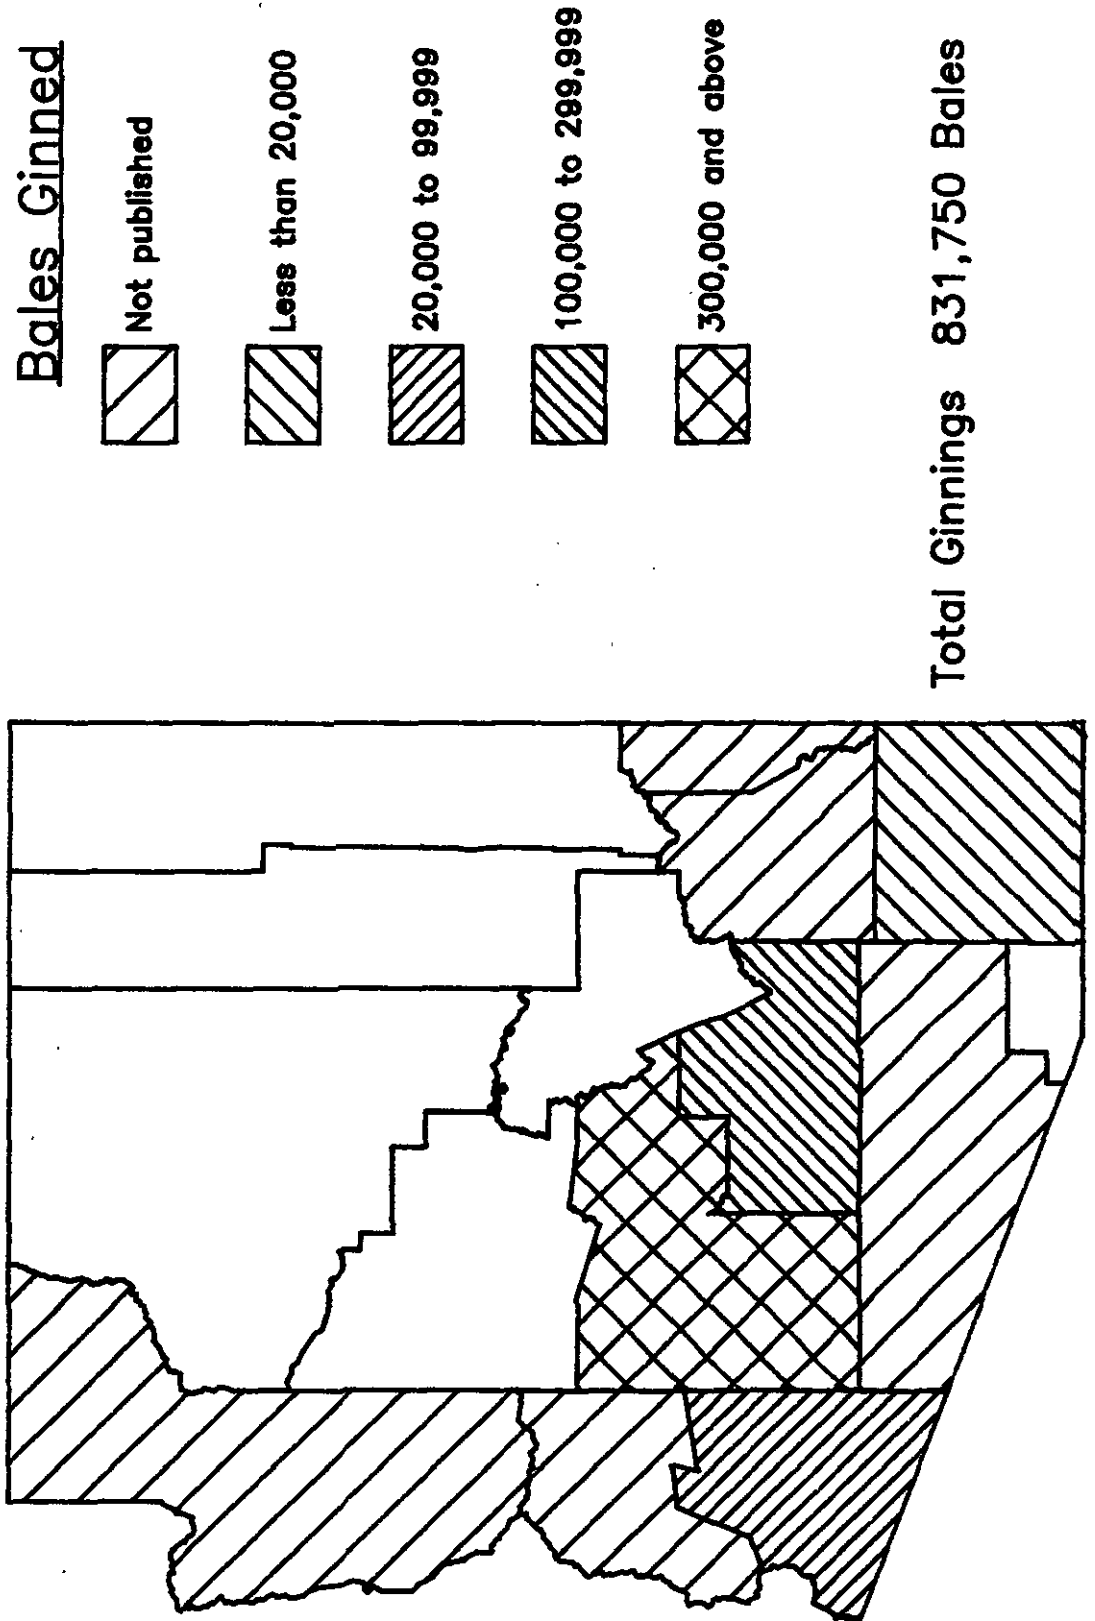 Bales Ginned
Not published
Less than 20,000
20,000 to 99,999
100,000 to 299,999
300,000 and above
Total Ginnings 831,750 Bales